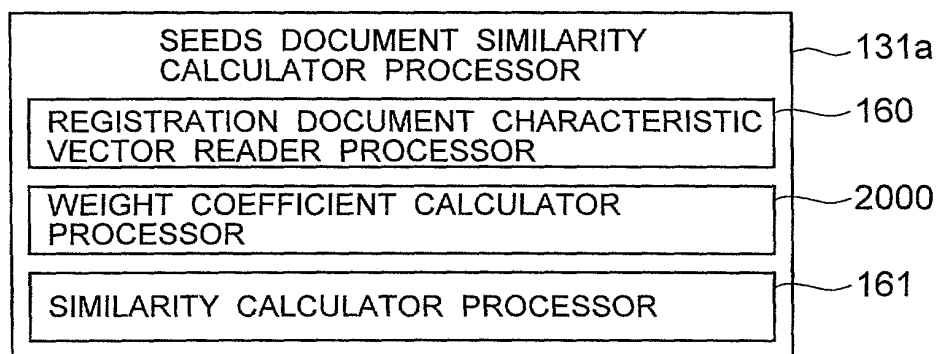 SEEDS DOCUMENT SIMILARITY
CALCULATOR PROCESSOR
131a
REGISTRATION DOCUMENT CHARACTERISTIC
VECTOR READER PROCESSOR
160
WEIGHT COEFFICIENT CALCULATOR
PROCESSOR
2000
SIMILARITY CALCULATOR PROCESSOR
161